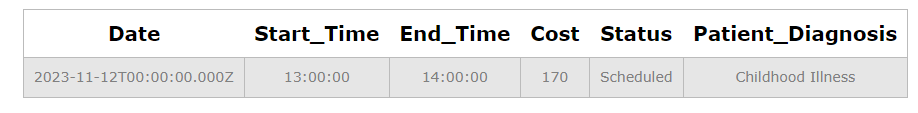 Date Start_Time End_Time Cost Status Patient_Diagnosis
2023-11-12T00:00:00.000Z 13:00:00 14:00:00 170 Scheduled Childhood Illness